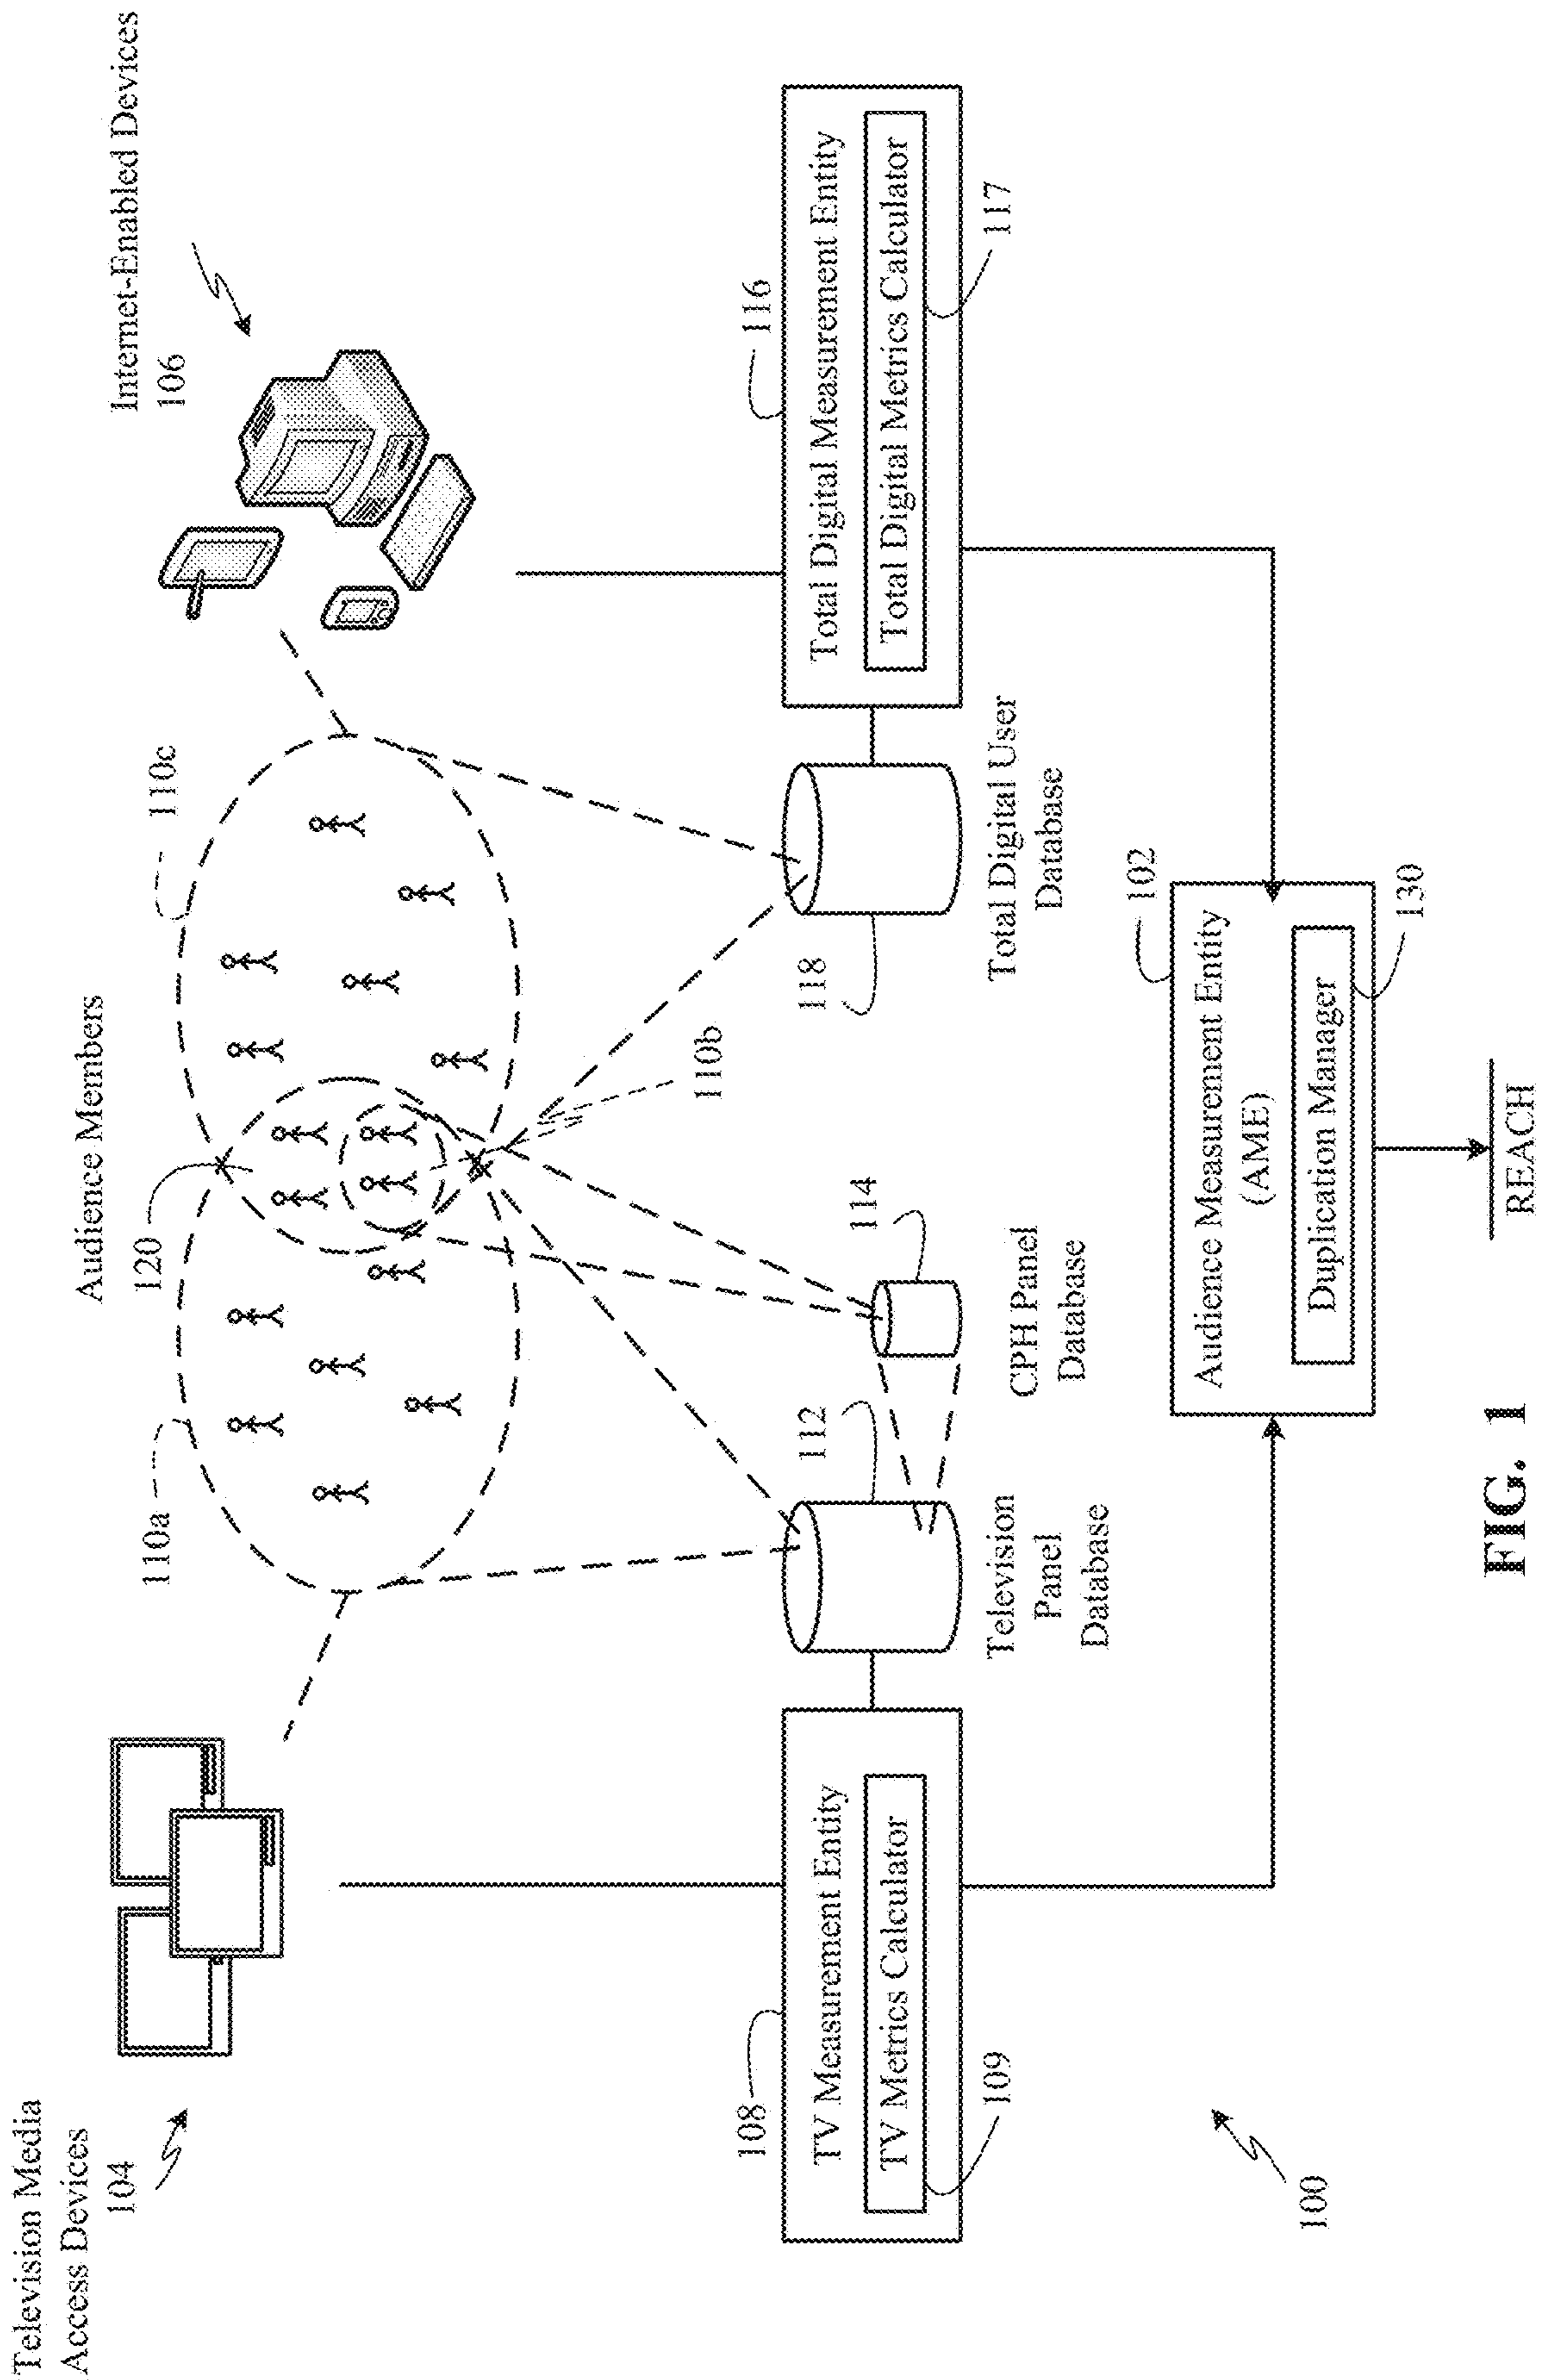 Television Media
Access Devices
104
Audience Members
Internet-Enabled Devices
106
110a
120
110c
110b
108
TV Measurement Entity
TV Metrics Calculator
109
112
Television
Panel
Database
114
CPH Panel
Database
118
Total Digital User
Database
116
Total Digital Measurement Entity
Total Digital Metrics Calculator
117
102
Audience Measurement Entity
(AME)
Duplication Manager
130
100
REACH
FIG. 1